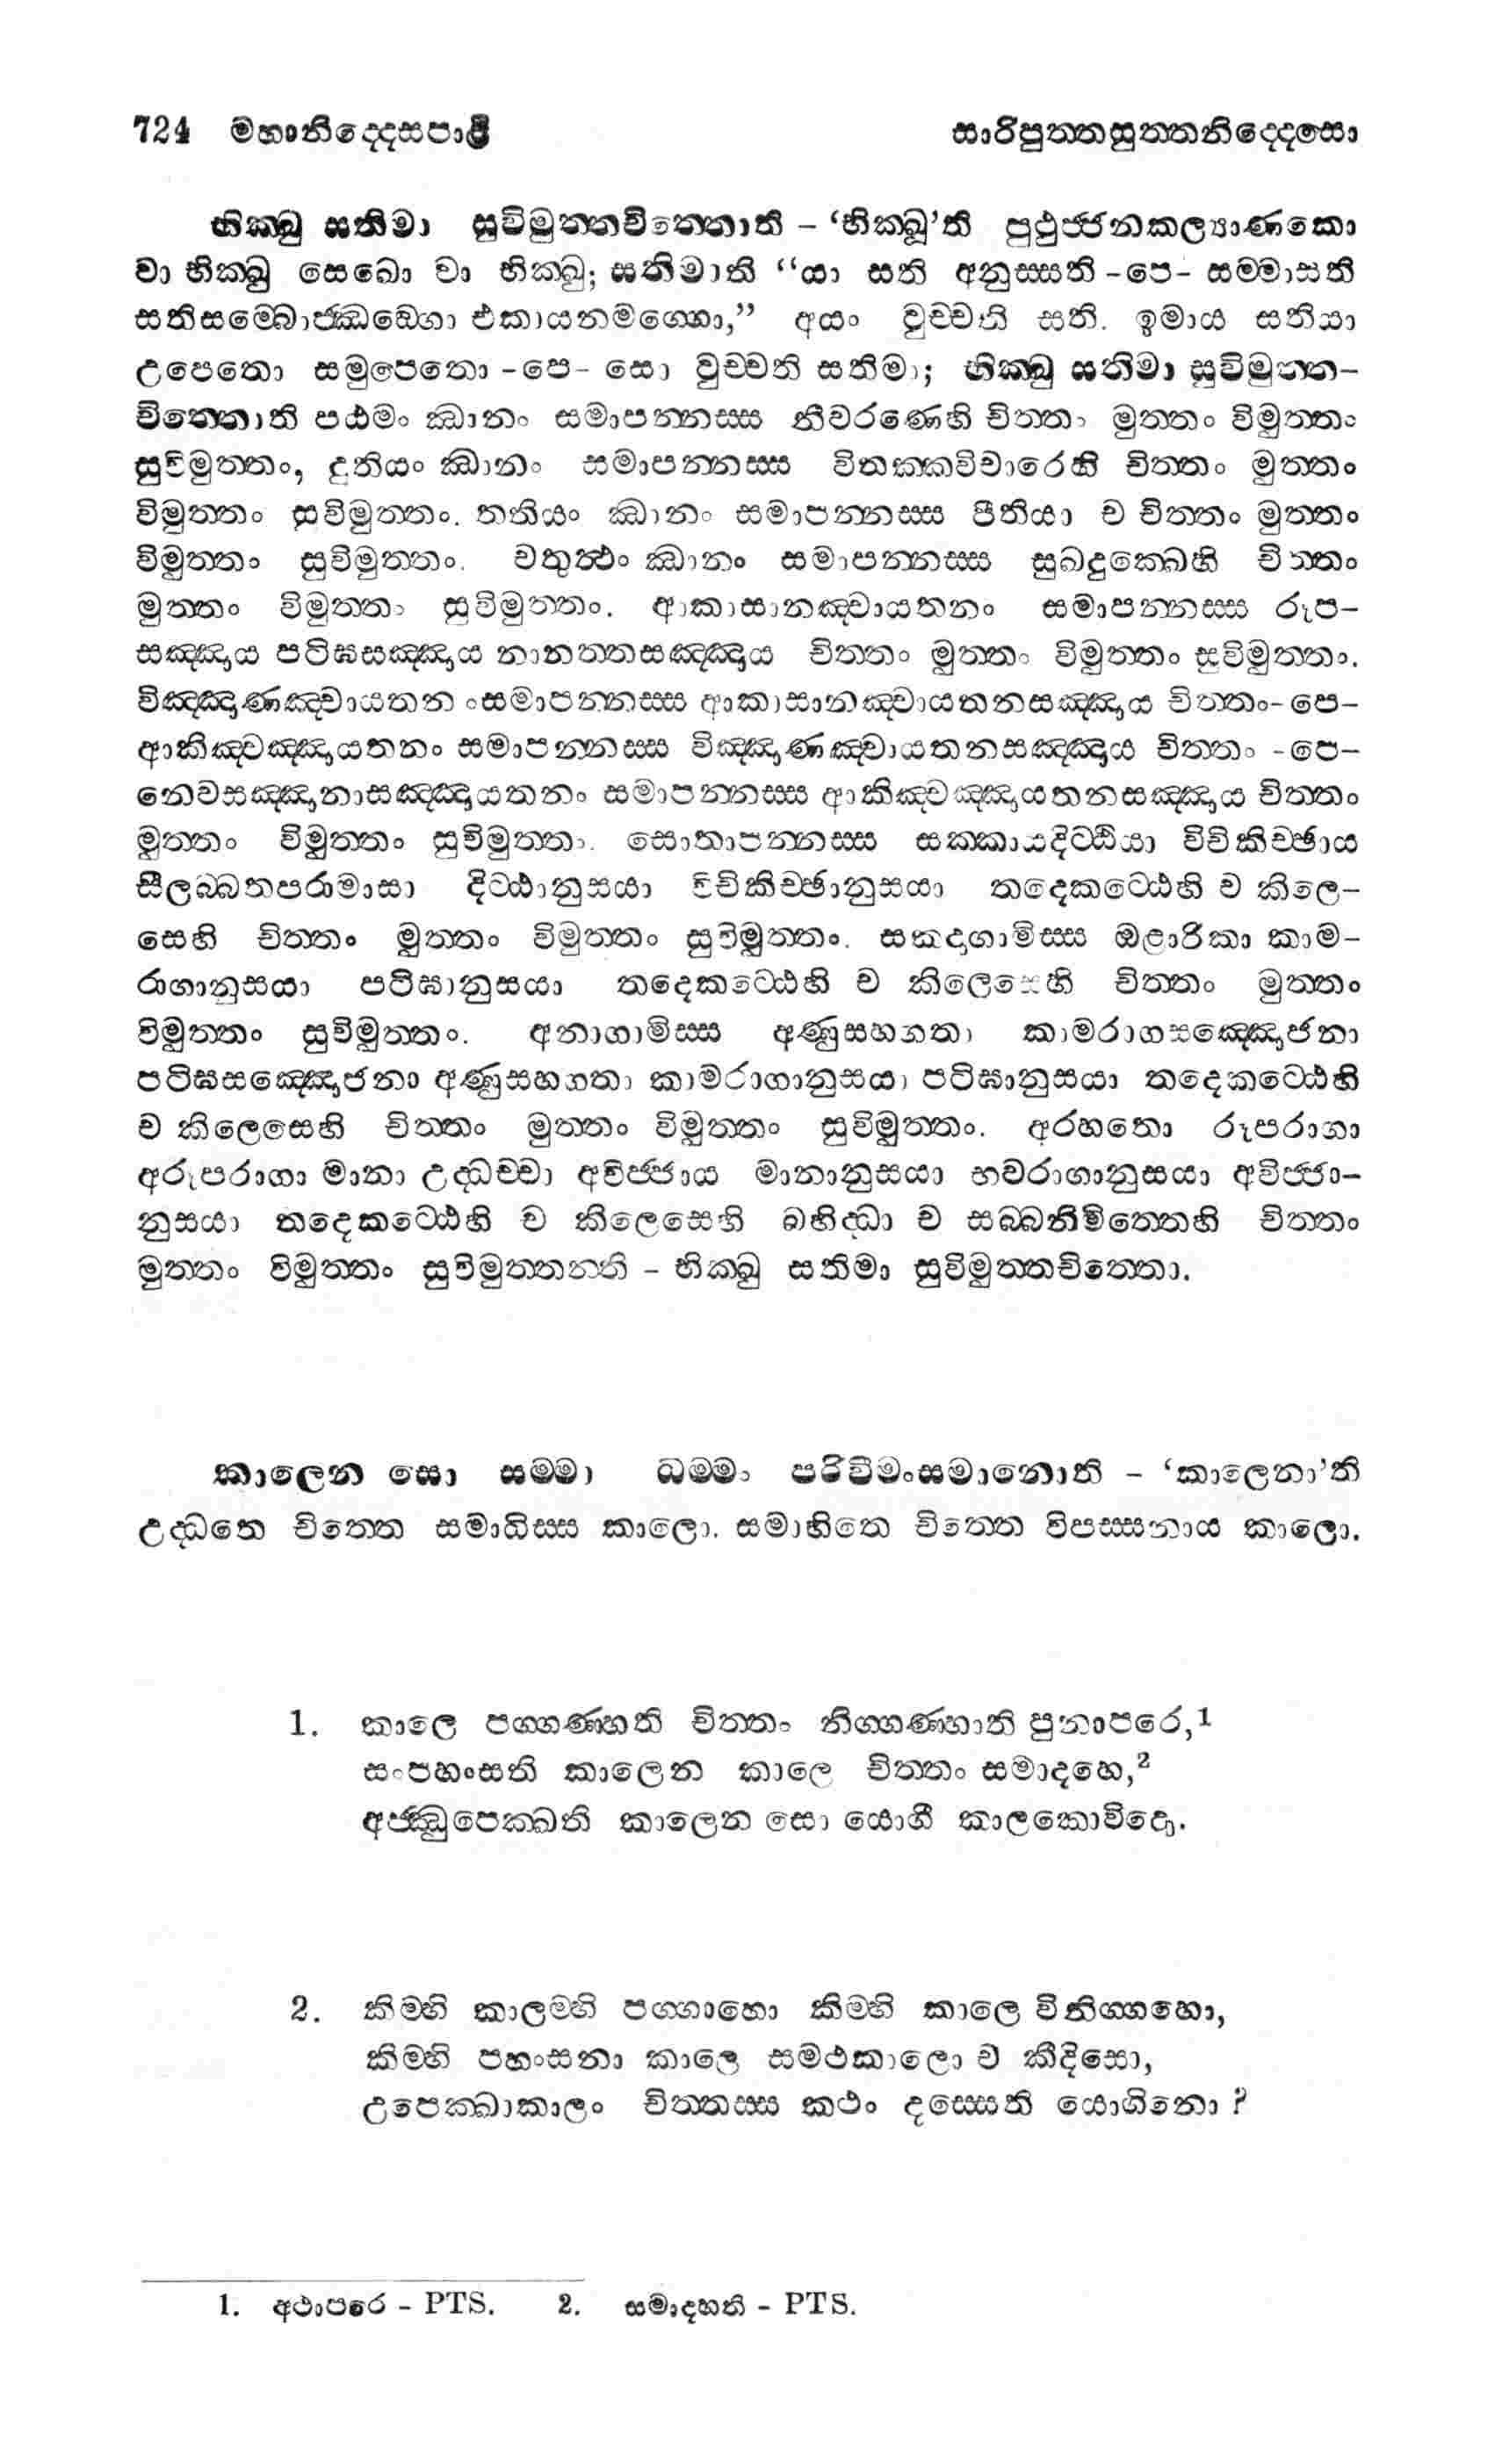 724 මහානිද්දෙසපාළි සාරිපුත්තසුත්තනිද්දෙසො
භික්ඛු සතිමා සුවිමුත්තචිත්තොති – ‘භික්ඛූ’ති පුථුජ්ජනකල්‍යාණකො
වා භික්ඛු සෙඛො වා භික්ඛු; සතිමාති “යා සති අනුස්සති -පෙ- සම්මාසති
සතිසම්බොජ්ඣඞ්ගො එකායනමග්ගො,” අයං වුච්චති සති. ඉමාය සතියා
උපෙතො සමුපෙතො -පෙ- සො වුච්චති සතිමා; භික්ඛු සතිමා සුවිමුත්ත-
චිත්තොති පඨමං ඣානං සමාපන්නස්ස නීවරණෙහි චිත්තං මුත්තං විමුත්තං
සුවිමුත්තං, දුතියං ඣානං සමාපන්නස්ස විතක්කවිචාරෙහි චිත්තං මුත්තං
විමුත්තං සුවිමුත්තං. තතියං ඣානං සමාපන්නස්ස පීතියා ච චිත්තං මුත්තං
විමුත්තං සුවිමුත්තං. චතුත්ථං ඣානං සමාපන්නස්ස සුඛදුක්ඛෙහි චිත්තං
මුත්තං විමුත්තං සුවිමුත්තං. ආකාසානඤ්චායතනං සමාපන්නස්ස රූප-
සඤ්ඤාය පටිඝසඤ්ඤාය නානත්තසඤ්ඤාය චිත්තං මුත්තං විමුත්තං සුවිමුත්තං.
විඤ්ඤාණඤ්චායතන ංසමාපන්නස්ස ආකාසානඤ්චායතනසඤ්ඤාය චිත්තං-පෙ-
ආකිඤ්චඤ්ඤායතනං සමාපන්නස්ස විඤ්ඤාණඤ්චායතනසඤ්ඤාය චිත්තං -පෙ-
නෙවසඤ්ඤානාසඤ්ඤායතනං සමාපන්නස්ස ආකිඤ්චඤ්ඤායතනසඤ්ඤාය චිත්තං
මුත්තං විමුත්තං සුවිමුත්තං. සොතාපන්නස්ස සක්කායදිට්ඨියා විචිකිච්ඡාය
සීලබ්බතපරාමාසා දිට්ඨානුසයා විචිකිච්ඡානුසයා තදෙකට්ඨෙහි ච කිලෙ-
සෙහි චිත්තං මුත්තං විමුත්තං සුවිමුත්තං. සකදාගාමිස්ස ඔළාරිකා කාම-
රාගානුසයා පටිඝානුසයා තදෙකට්ඨෙහි ච කිලෙසෙහි චිත්තං මුත්තං
විමුත්තං සුවිමුත්තං. අනාගාමිස්ස අණුසහගතා කාමරාගසඤ්ඤොජනා
පටිඝසඤ්ඤොජනා අණුසහගතා කාමරාගානුසයා පටිඝානුසයා තදෙකට්ඨෙහි
ච කිලෙසෙහි චිත්තං මුත්තං විමුත්තං සුවිමුත්තං. අරහතො රූපරාගා
අරූපරාගා මානා උද්ධච්චා අවිජ්ජාය මානානුසයා භවරාගානුසයා අවිජ්ජා-
නුසයා තදෙකට්ඨෙහි ච කිලෙසෙහි බහිද්ධා ච සබ්බනිමිත්තෙහි චිත්තං
මුත්තං විමුත්තං සුවිමුත්තන්ති – භික්ඛු සතිමා සුවිමුත්තචිත්තො.
කාලෙන සො සම්මා ධම්මං පරිවීමංසමානොති – ‘කාලෙනා’ති
උද්ධතෙ චිත්තෙ සමාධිස්ස කාලො. සමාහිතෙ චිත්තෙ විපස්සනාය කාලො.
1. කාලෙ පග්ගණ්හති චිත්තං නිග්ගණ්හාති පුනාපරෙ,1
සංපහංසති කාලෙන කාලෙ චිත්තං සමාදහෙ,2
අජ්ඣුපෙක්ඛති කාලෙන සො යොගී කාලකොවිදො.
2. කිම්හි කාලම්හි පග්ගාහො කිම්හි කාලෙ විනිග්ගහො,
කිම්හි පහංසනා කාලෙ සමථකාලො ච කීදිසො,
උපෙක්ඛාකාලං චිත්තස්ස කථං දස්සෙති යොගිනො ?
1. අථාපරෙ – PTS. 2. සමාදහති – PTS.